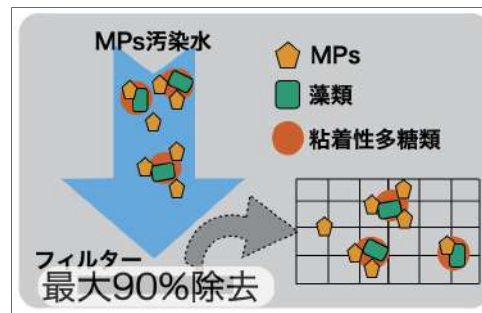 MPs汚染水
MPs
藻類
粘着性多糖類
フィルター
最大90%除去